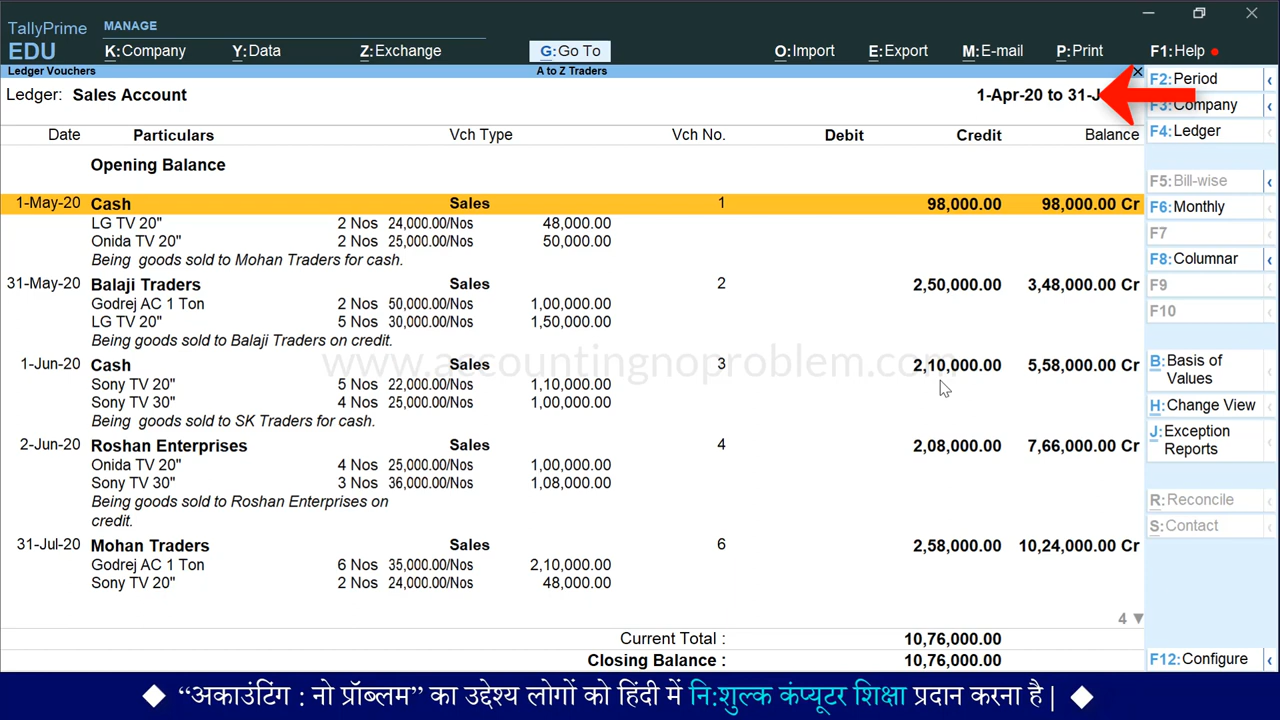 TallyPrime MANAGE
EDU K:Company Y:Data Z:Exchange G:Go To O:Import E:Export M:E-mail P:Print F1:Help
Ledger Vouchers A to Z Traders
Ledger: Sales Account 1-Apr-20 to 31-J
Date Particulars Vch Type Vch No. Debit Credit Balance
Opening Balance
1-May-20 Cash Sales 1 98,000.00 98,000.00 Cr
LG TV 20" 2 Nos 24,000.00/Nos 48,000.00
Onida TV 20" 2 Nos 25,000.00/Nos 50,000.00
Being goods sold to Mohan Traders for cash.
31-May-20 Balaji Traders Sales 2 2,50,000.00 3,48,000.00 Cr
Godrej AC 1 Ton 2 Nos 50,000.00/Nos 1,00,000.00
LG TV 20" 5 Nos 30,000.00/Nos 1,50,000.00
Being goods sold to Balaji Traders on credit.
www.accountingnoproblem.com
1-Jun-20 Cash Sales 3 2,10,000.00 5,58,000.00 Cr
Sony TV 20" 5 Nos 22,000.00/Nos 1,10,000.00
Sony TV 30" 4 Nos 25,000.00/Nos 1,00,000.00
Being goods sold to SK Traders for cash.
2-Jun-20 Roshan Enterprises Sales 4 2,08,000.00 7,66,000.00 Cr
Onida TV 20" 4 Nos 25,000.00/Nos 1,00,000.00
Sony TV 30" 3 Nos 36,000.00/Nos 1,08,000.00
Being goods sold to Roshan Enterprises on
credit.
31-Jul-20 Mohan Traders Sales 6 2,58,000.00 10,24,000.00 Cr
Godrej AC 1 Ton 6 Nos 35,000.00/Nos 2,10,000.00
Sony TV 20" 2 Nos 24,000.00/Nos 48,000.00
4 ▼
Current Total : 10,76,000.00
Closing Balance : 10,76,000.00
F2:Period
F3:Company
F4:Ledger
F5:Bill-wise
F6:Monthly
F7
F8:Columnar
F9
F10
B:Basis of
Values
H:Change View
J:Exception
Reports
R:Reconcile
S:Contact
F12:Configure
◆ “अकाउंटिंग : नो प्रॉब्लम” का उद्देश्य लोगों को हिंदी में नि:शुल्क कंप्यूटर शिक्षा प्रदान करना है | ◆